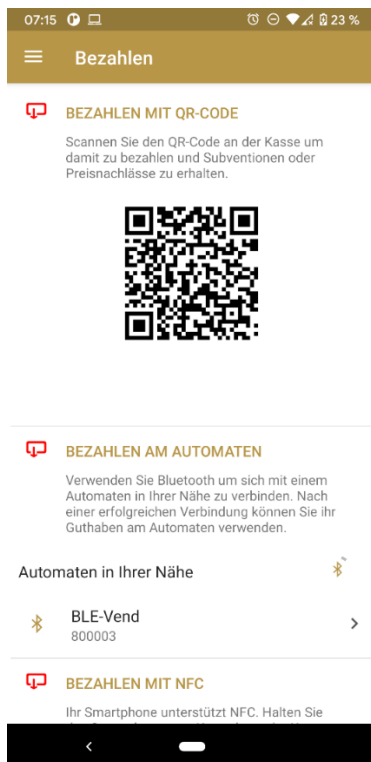 07:15
23 %
Bezahlen
BEZAHLEN MIT QR-CODE
Scannen Sie den QR-Code an der Kasse um
damit zu bezahlen und Subventionen oder
Preisnachlässe zu erhalten.
BEZAHLEN AM AUTOMATEN
Verwenden Sie Bluetooth um sich mit einem
Automaten in Ihrer Nähe zu verbinden. Nach
einer erfolgreichen Verbindung können Sie ihr
Guthaben am Automaten verwenden.
Automaten in Ihrer Nähe
BLE-Vend
800003
BEZAHLEN MIT NFC
Ihr Smartphone unterstützt NFC. Halten Sie